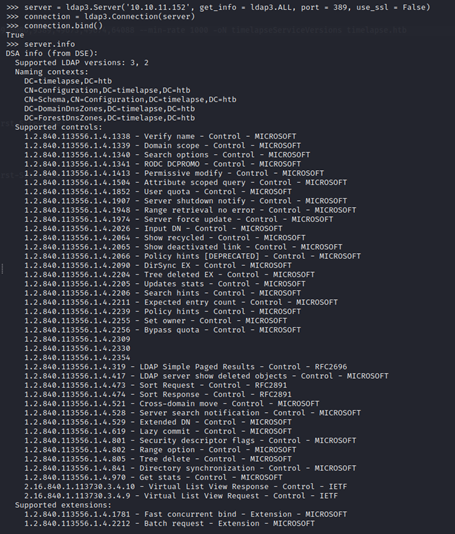 >>> server = ldap3.Server('10.10.11.152', get_info = ldap3.ALL, port = 389, use_ssl = False)
>>> connection = ldap3.Connection(server)
>>> connection.bind()
True
>>> server.info
DSA info (from DSE):
  Supported LDAP versions: 3, 2
  Naming contexts:
    DC=timelapse,DC=htb
    CN=Configuration,DC=timelapse,DC=htb
    CN=Schema,CN=Configuration,DC=timelapse,DC=htb
    DC=DomainDnsZones,DC=timelapse,DC=htb
    DC=ForestDnsZones,DC=timelapse,DC=htb
  Supported controls:
    1.2.840.113556.1.4.1338 - Verify name - Control - MICROSOFT
    1.2.840.113556.1.4.1339 - Domain scope - Control - MICROSOFT
    1.2.840.113556.1.4.1340 - Search options - Control - MICROSOFT
    1.2.840.113556.1.4.1341 - RODC DCPROMO - Control - MICROSOFT
    1.2.840.113556.1.4.1413 - Permissive modify - Control - MICROSOFT
    1.2.840.113556.1.4.1504 - Attribute scoped query - Control - MICROSOFT
    1.2.840.113556.1.4.1852 - User quota - Control - MICROSOFT
    1.2.840.113556.1.4.1907 - Server shutdown notify - Control - MICROSOFT
    1.2.840.113556.1.4.1948 - Range retrieval no error - Control - MICROSOFT
    1.2.840.113556.1.4.1974 - Server force update - Control - MICROSOFT
    1.2.840.113556.1.4.2026 - Input DN - Control - MICROSOFT
    1.2.840.113556.1.4.2064 - Show recycled - Control - MICROSOFT
    1.2.840.113556.1.4.2065 - Show deactivated link - Control - MICROSOFT
    1.2.840.113556.1.4.2066 - Policy hints [DEPRECATED] - Control - MICROSOFT
    1.2.840.113556.1.4.2090 - DirSync EX - Control - MICROSOFT
    1.2.840.113556.1.4.2204 - Tree deleted EX - Control - MICROSOFT
    1.2.840.113556.1.4.2205 - Updates stats - Control - MICROSOFT
    1.2.840.113556.1.4.2206 - Search hints - Control - MICROSOFT
    1.2.840.113556.1.4.2211 - Expected entry count - Control - MICROSOFT
    1.2.840.113556.1.4.2239 - Policy hints - Control - MICROSOFT
    1.2.840.113556.1.4.2255 - Set owner - Control - MICROSOFT
    1.2.840.113556.1.4.2256 - Bypass quota - Control - MICROSOFT
    1.2.840.113556.1.4.2309
    1.2.840.113556.1.4.2330
    1.2.840.113556.1.4.2354
    1.2.840.113556.1.4.319 - LDAP Simple Paged Results - Control - RFC2696
    1.2.840.113556.1.4.417 - LDAP server show deleted objects - Control - MICROSOFT
    1.2.840.113556.1.4.473 - Sort Request - Control - RFC2891
    1.2.840.113556.1.4.474 - Sort Response - Control - RFC2891
    1.2.840.113556.1.4.521 - Cross-domain move - Control - MICROSOFT
    1.2.840.113556.1.4.528 - Server search notification - Control - MICROSOFT
    1.2.840.113556.1.4.529 - Extended DN - Control - MICROSOFT
    1.2.840.113556.1.4.619 - Lazy commit - Control - MICROSOFT
    1.2.840.113556.1.4.801 - Security descriptor flags - Control - MICROSOFT
    1.2.840.113556.1.4.802 - Range option - Control - MICROSOFT
    1.2.840.113556.1.4.805 - Tree delete - Control - MICROSOFT
    1.2.840.113556.1.4.841 - Directory synchronization - Control - MICROSOFT
    1.2.840.113556.1.4.970 - Get stats - Control - MICROSOFT
    2.16.840.1.113730.3.4.10 - Virtual List View Response - Control - IETF
    2.16.840.1.113730.3.4.9 - Virtual List View Request - Control - IETF
  Supported extensions:
    1.2.840.113556.1.4.1781 - Fast concurrent bind - Extension - MICROSOFT
    1.2.840.113556.1.4.2212 - Batch request - Extension - MICROSOFT